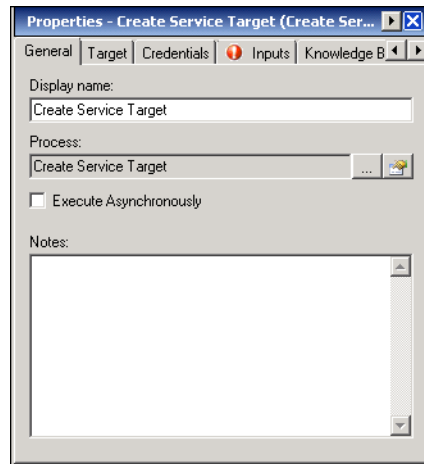 Properties - Create Service Target (Create Ser...
General Target Credentials Inputs Knowledge B
Display name:
Create Service Target
Process:
Create Service Target ...
Execute Asynchronously
Notes: